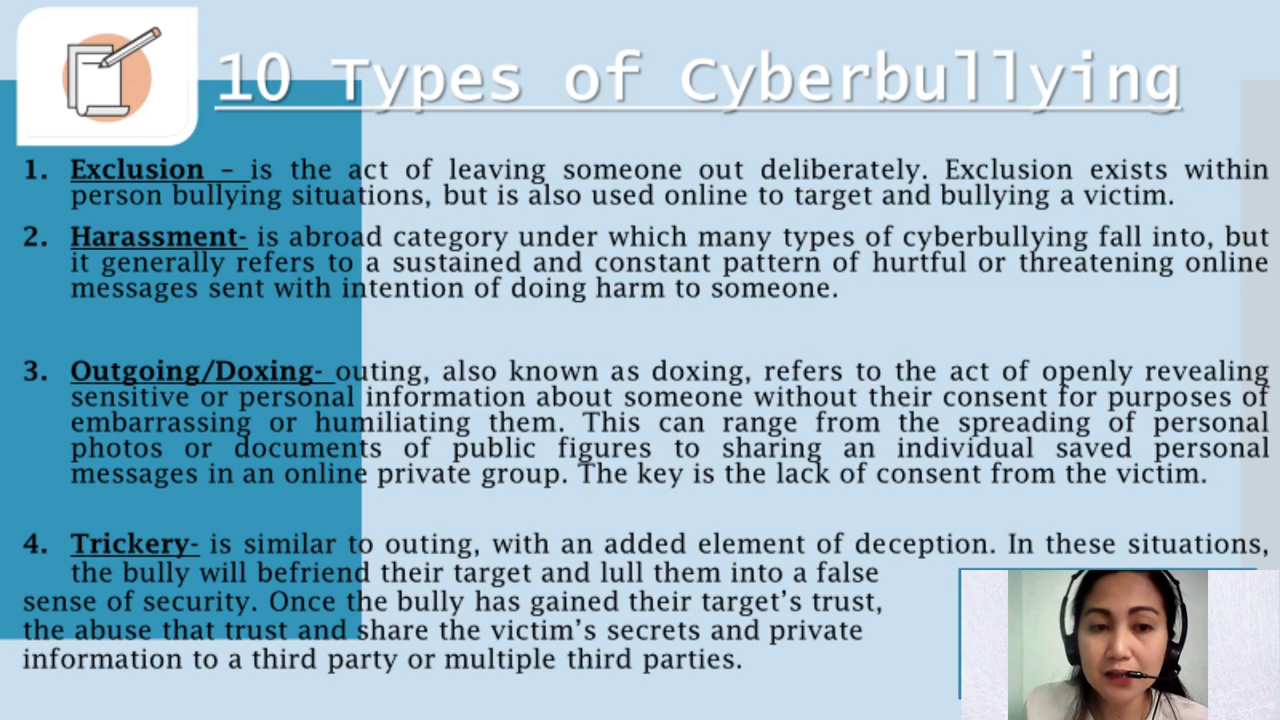 10 Types of Cyberbullying
1. Exclusion – is the act of leaving someone out deliberately. Exclusion exists within
person bullying situations, but is also used online to target and bullying a victim.
2. Harassment- is abroad category under which many types of cyberbullying fall into, but
it generally refers to a sustained and constant pattern of hurtful or threatening online
messages sent with intention of doing harm to someone.
3. Outgoing/Doxing- outing, also known as doxing, refers to the act of openly revealing
sensitive or personal information about someone without their consent for purposes of
embarrassing or humiliating them. This can range from the spreading of personal
photos or documents of public figures to sharing an individual saved personal
messages in an online private group. The key is the lack of consent from the victim.
4. Trickery- is similar to outing, with an added element of deception. In these situations,
the bully will befriend their target and lull them into a false
sense of security. Once the bully has gained their target’s trust,
the abuse that trust and share the victim’s secrets and private
information to a third party or multiple third parties.